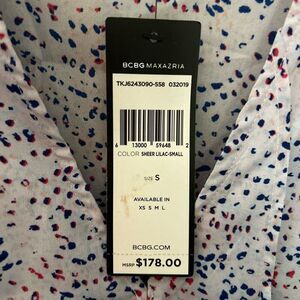 BCBGMAXAZRIA
TKJ6243090-558 032019
6 13000 59648 2
COLOR SHEER LILAC-SMALL
SIZE S
AVAILABLE IN
XS S M L
BCBG.COM
MSRP $178.00